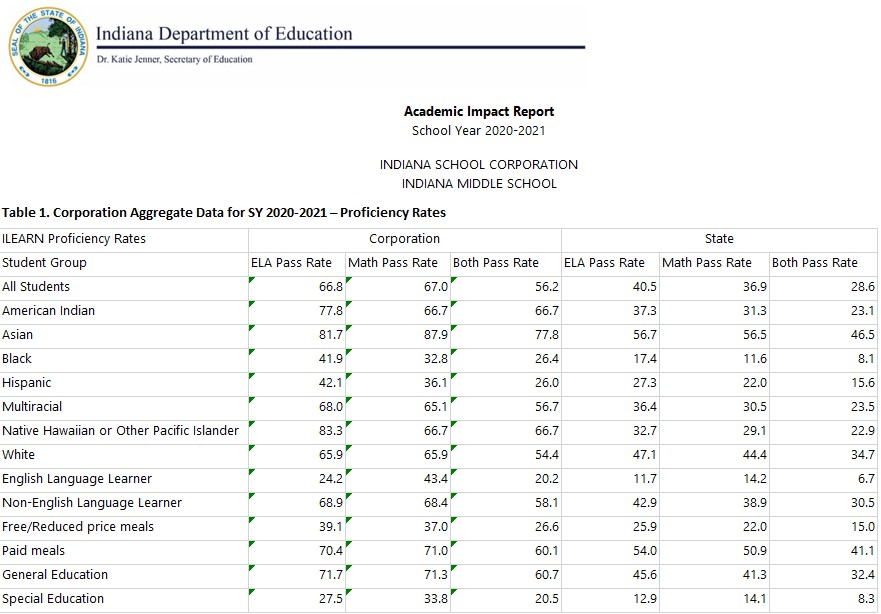 SEAL OF THE STATE OF INDIANA
1816
Indiana Department of Education
Dr. Katie Jenner, Secretary of Education
Academic Impact Report
School Year 2020-2021
INDIANA SCHOOL CORPORATION
INDIANA MIDDLE SCHOOL
Table 1. Corporation Aggregate Data for SY 2020-2021 – Proficiency Rates
ILEARN Proficiency Rates Corporation State
Student Group ELA Pass Rate Math Pass Rate Both Pass Rate ELA Pass Rate Math Pass Rate Both Pass Rate
All Students 66.8 67.0 56.2 40.5 36.9 28.6
American Indian 77.8 66.7 66.7 37.3 31.3 23.1
Asian 81.7 87.9 77.8 56.7 56.5 46.5
Black 41.9 32.8 26.4 17.4 11.6 8.1
Hispanic 42.1 36.1 26.0 27.3 22.0 15.6
Multiracial 68.0 65.1 56.7 36.4 30.5 23.5
Native Hawaiian or Other Pacific Islander 83.3 66.7 66.7 32.7 29.1 22.9
White 65.9 65.9 54.4 47.1 44.4 34.7
English Language Learner 24.2 43.4 20.2 11.7 14.2 6.7
Non-English Language Learner 68.9 68.4 58.1 42.9 38.9 30.5
Free/Reduced price meals 39.1 37.0 26.6 25.9 22.0 15.0
Paid meals 70.4 71.0 60.1 54.0 50.9 41.1
General Education 71.7 71.3 60.7 45.6 41.3 32.4
Special Education 27.5 33.8 20.5 12.9 14.1 8.3